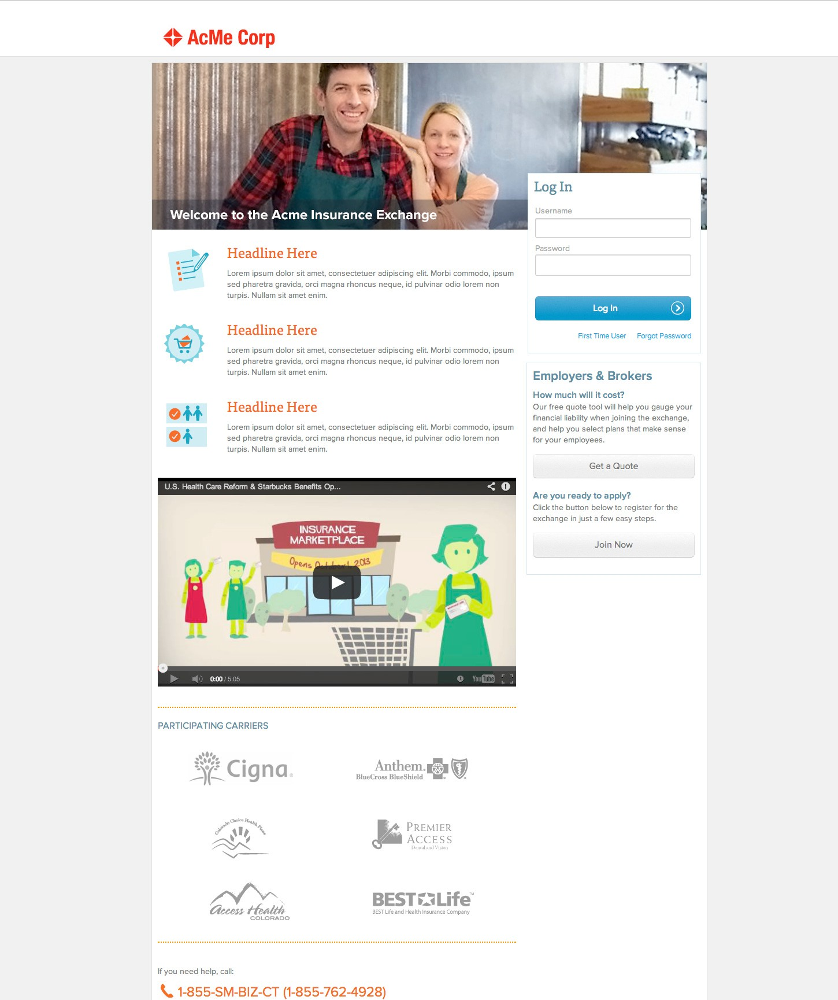 AcMe Corp
Welcome to the Acme Insurance Exchange
Log In
Username
Password
Log In
First Time User Forgot Password
Headline Here
Lorem ipsum dolor sit amet, consectetuer adipiscing elit. Morbi commodo, ipsum
sed pharetra gravida, orci magna rhoncus neque, id pulvinar odio lorem non
turpis. Nullam sit amet enim.
Headline Here
Lorem ipsum dolor sit amet, consectetuer adipiscing elit. Morbi commodo, ipsum
sed pharetra gravida, orci magna rhoncus neque, id pulvinar odio lorem non
turpis. Nullam sit amet enim.
Headline Here
Lorem ipsum dolor sit amet, consectetuer adipiscing elit. Morbi commodo, ipsum
sed pharetra gravida, orci magna rhoncus neque, id pulvinar odio lorem non
turpis. Nullam sit amet enim.
Employers & Brokers
How much will it cost?
Our free quote tool will help you gauge your
financial liability when joining the exchange,
and help you select plans that make sense
for your employees.
Get a Quote
Are you ready to apply?
Click the button below to register for the
exchange in just a few easy steps.
Join Now
U.S. Health Care Reform & Starbucks Benefits Op...
INSURANCE
MARKETPLACE
Opens October 1, 2013
0:00 / 5:05
YouTube
PARTICIPATING CARRIERS
Cigna
Anthem.
BlueCross BlueShield
Colorado Choice Health Plans
PREMIER
ACCESS
Dental and Vision
Access Health
COLORADO
BEST Life™
BEST Life and Health Insurance Company
If you need help, call:
1-855-SM-BIZ-CT (1-855-762-4928)